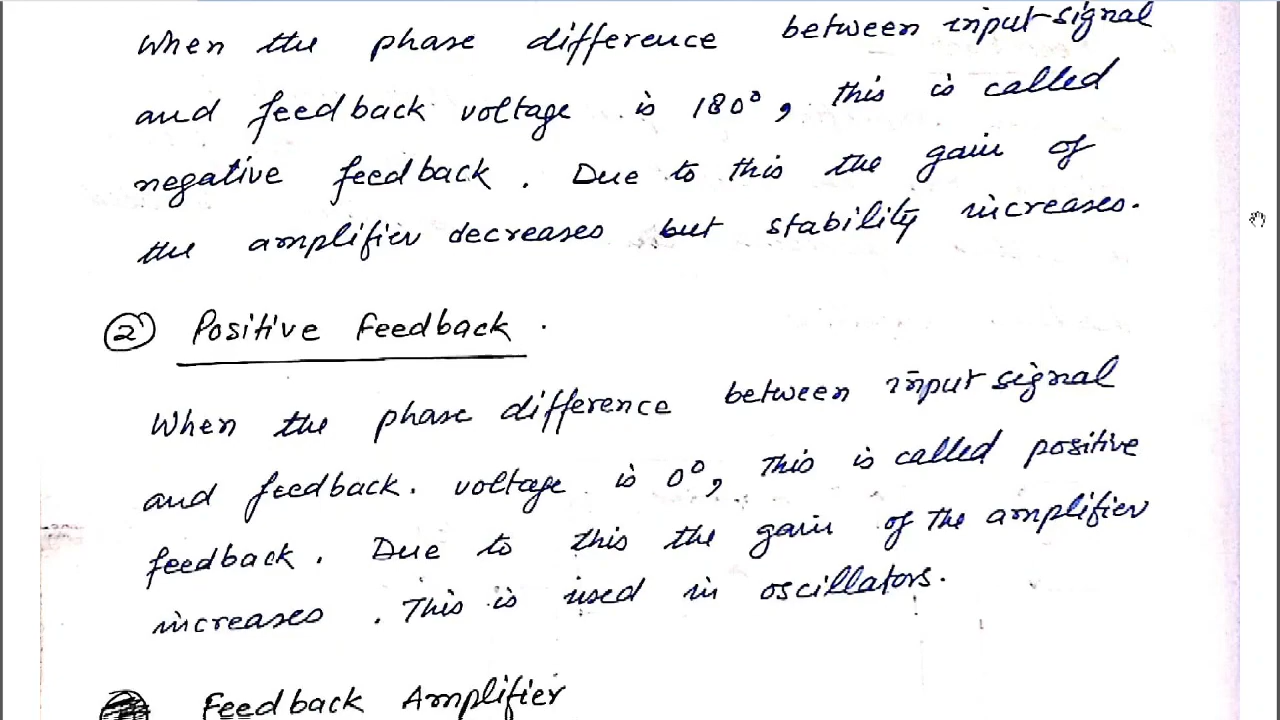 When the phase difference between input signal
and feedback voltage is 180°, this is called
negative feedback. Due to this the gain of
the amplifier decreases but stability increases.
② Positive Feedback.
When the phase difference between input signal
and feedback. voltage is 0°, This is called positive
feedback. Due to this the gain of the amplifier
increases. This is used in oscillators.
Feedback Amplifier